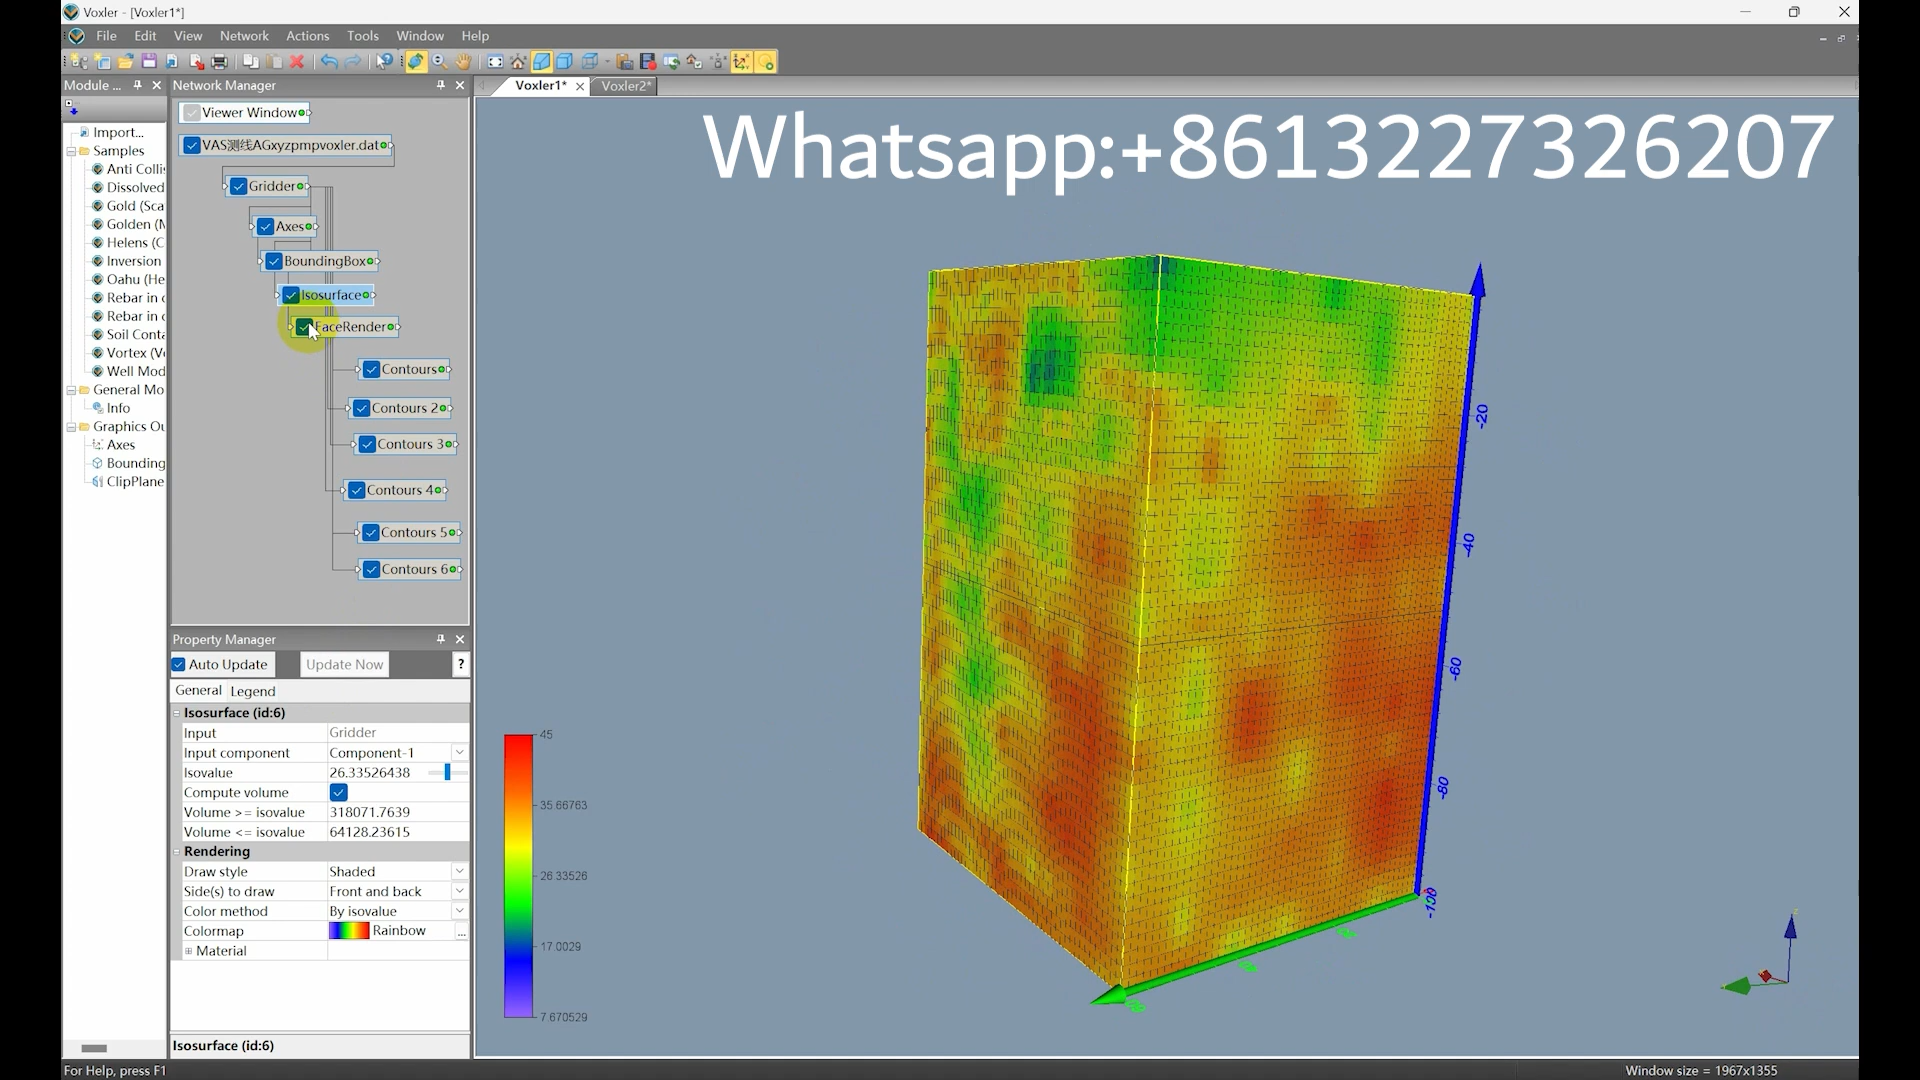 Voxler - [Voxler1*]
File Edit View Network Actions Tools Window Help
Module ...
Network Manager
Voxler1* Voxler2*
Import...
Samples
Anti Collis
Dissolved
Gold (Sca
Golden (M
Helens (C
Inversion
Oahu (He
Rebar in c
Rebar in c
Soil Conta
Vortex (Ve
Well Mod
General Mo
Info
Graphics Ou
Axes
Bounding
ClipPlane
Viewer Window
VAS测线AGxyzpmpvoxler.dat
Gridder
Axes
BoundingBox
Isosurface
FaceRender
Contours
Contours 2
Contours 3
Contours 4
Contours 5
Contours 6
Property Manager
Auto Update Update Now ?
General Legend
Isosurface (id:6)
Input Gridder
Input component Component-1
Isovalue 26.33526438
Compute volume
Volume >= isovalue 318071.7639
Volume <= isovalue 64128.23615
Rendering
Draw style Shaded
Side(s) to draw Front and back
Color method By isovalue
Colormap Rainbow ...
Material
Isosurface (id:6)
For Help, press F1
Whatsapp:+8613227326207
-20
-40
-60
-80
-100
45
35.66763
26.33526
17.0029
7.670529
Window size = 1967x1355